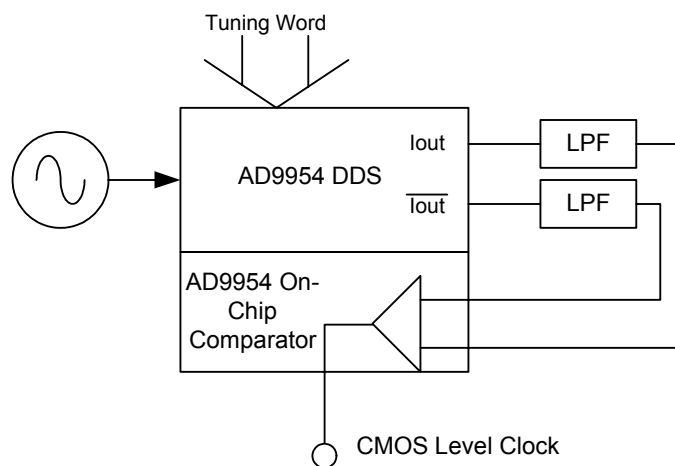 Tuning Word
Iout
LPF
AD9954 DDS
Iout
LPF
AD9954 On-
Chip
Comparator
CMOS Level Clock